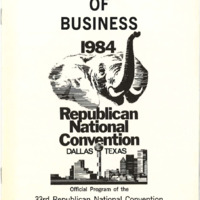 OF
BUSINESS
1984
Republican
National
Convention
DALLAS TEXAS
Official Program of the
33rd Republican National Convention